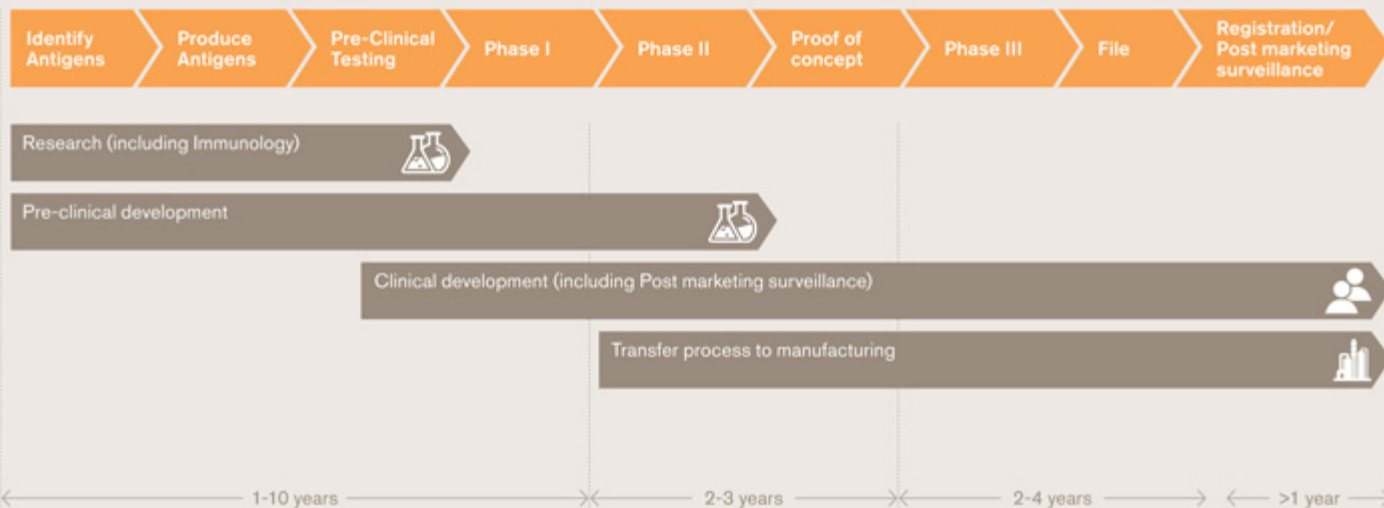 Identify
Antigens
Produce
Antigens
Pre-Clinical
Testing
Phase I
Phase II
Proof of
concept
Phase III
File
Registration/
Post marketing
surveillance
Research (including Immunology)
Pre-clinical development
Clinical development (including Post marketing surveillance)
Transfer process to manufacturing
1-10 years
2-3 years
2-4 years
>1 year